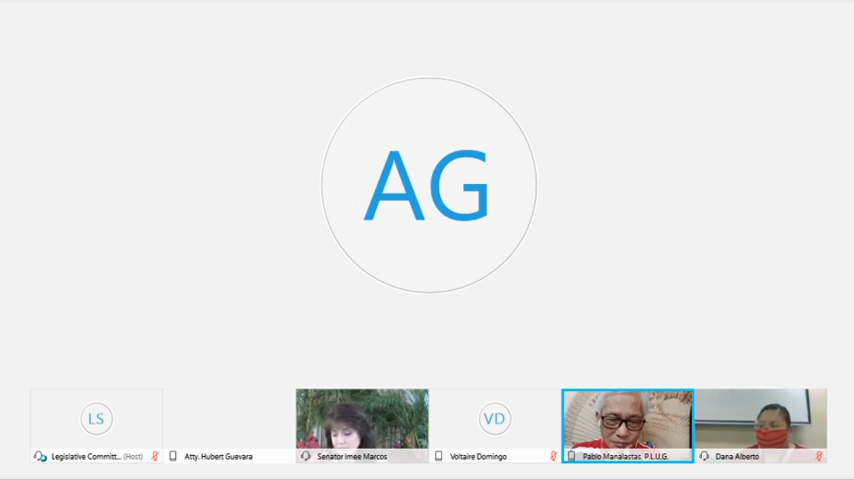 AG
LS
VD
Legislative Committ... (Host)
Atty. Hubert Guevara
Senator Imee Marcos
Voltaire Domingo
Pablo Manalastas, P.L.U.G.
Dana Alberto